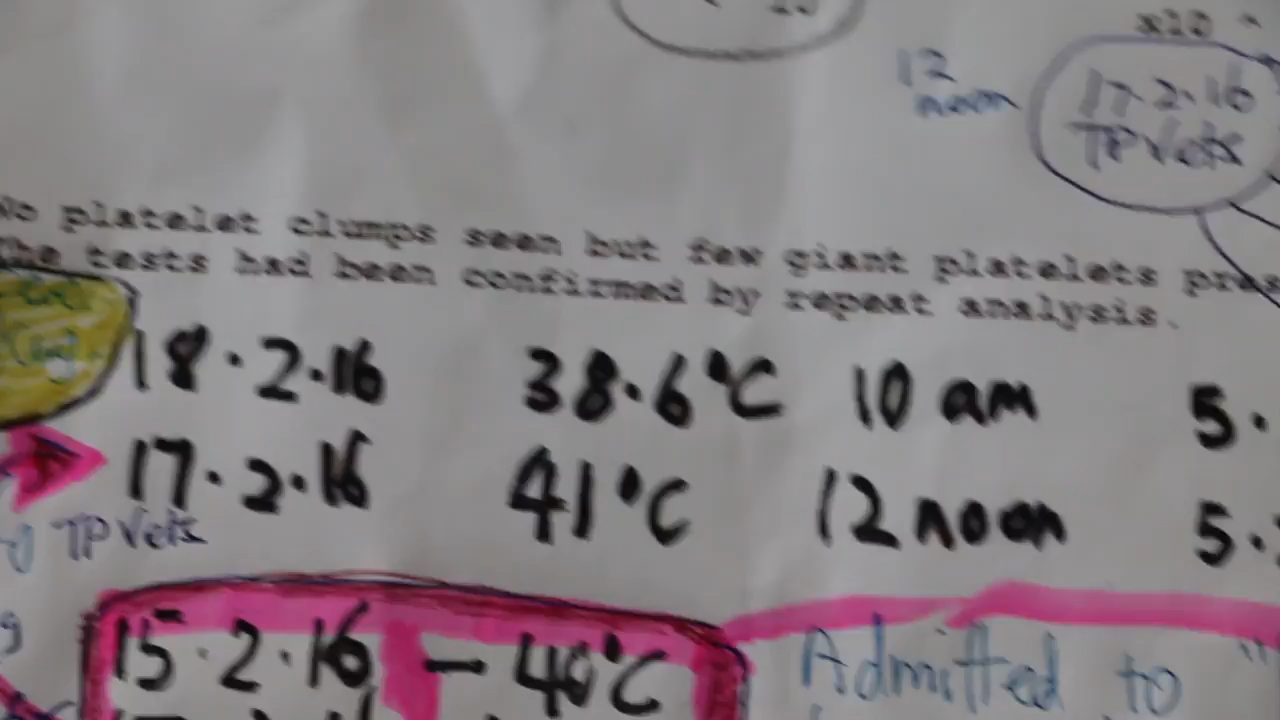 x10
12
noon
17.2.16
TP Vets
No platelet clumps seen but few giant platelets
The tests had been confirmed by repeat analysis.
18.2.16 38.6°C 10 am 5.
17.2.16 41°C 12 noon 5.
TP Vets
15.2.16 - 40°C Admitted to "